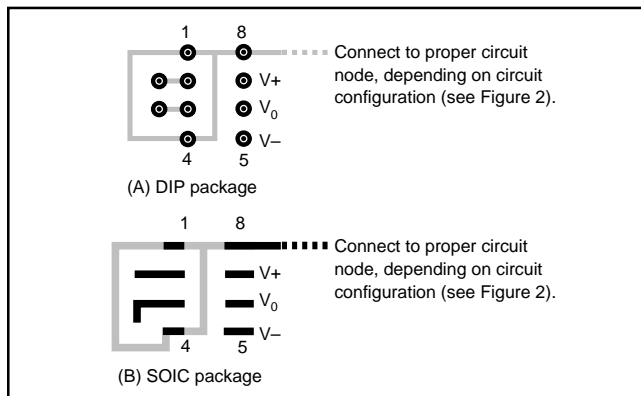 1 8
Connect to proper circuit
node, depending on circuit
configuration (see Figure 2).
V+
V0
V–
4 5
(A) DIP package
1 8
Connect to proper circuit
node, depending on circuit
configuration (see Figure 2).
V+
V0
V–
4 5
(B) SOIC package